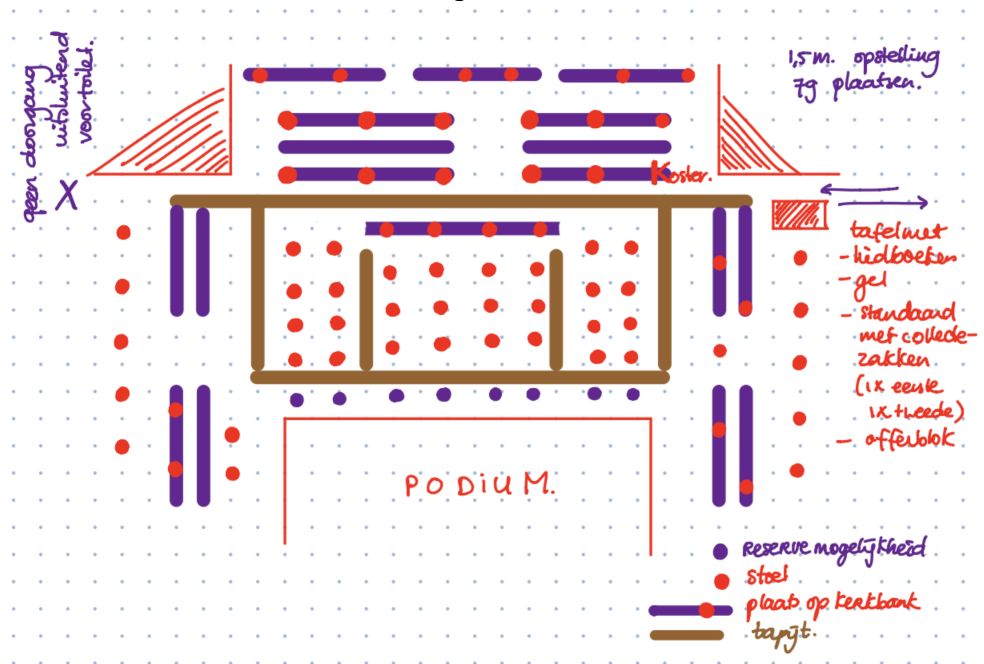 geen doorgang
uitsluitend
voor toilet.
X
1,5 m. opstelling
79 plaatsen.
Koster.
tafel met
- liedboeken
- gel
- standaard
met collecte-
zakken
(1x eerste
1x tweede)
- offerblok
PODIUM.
RESERVE mogelijkheid
stoel
plaats op kerkbank
tapijt.